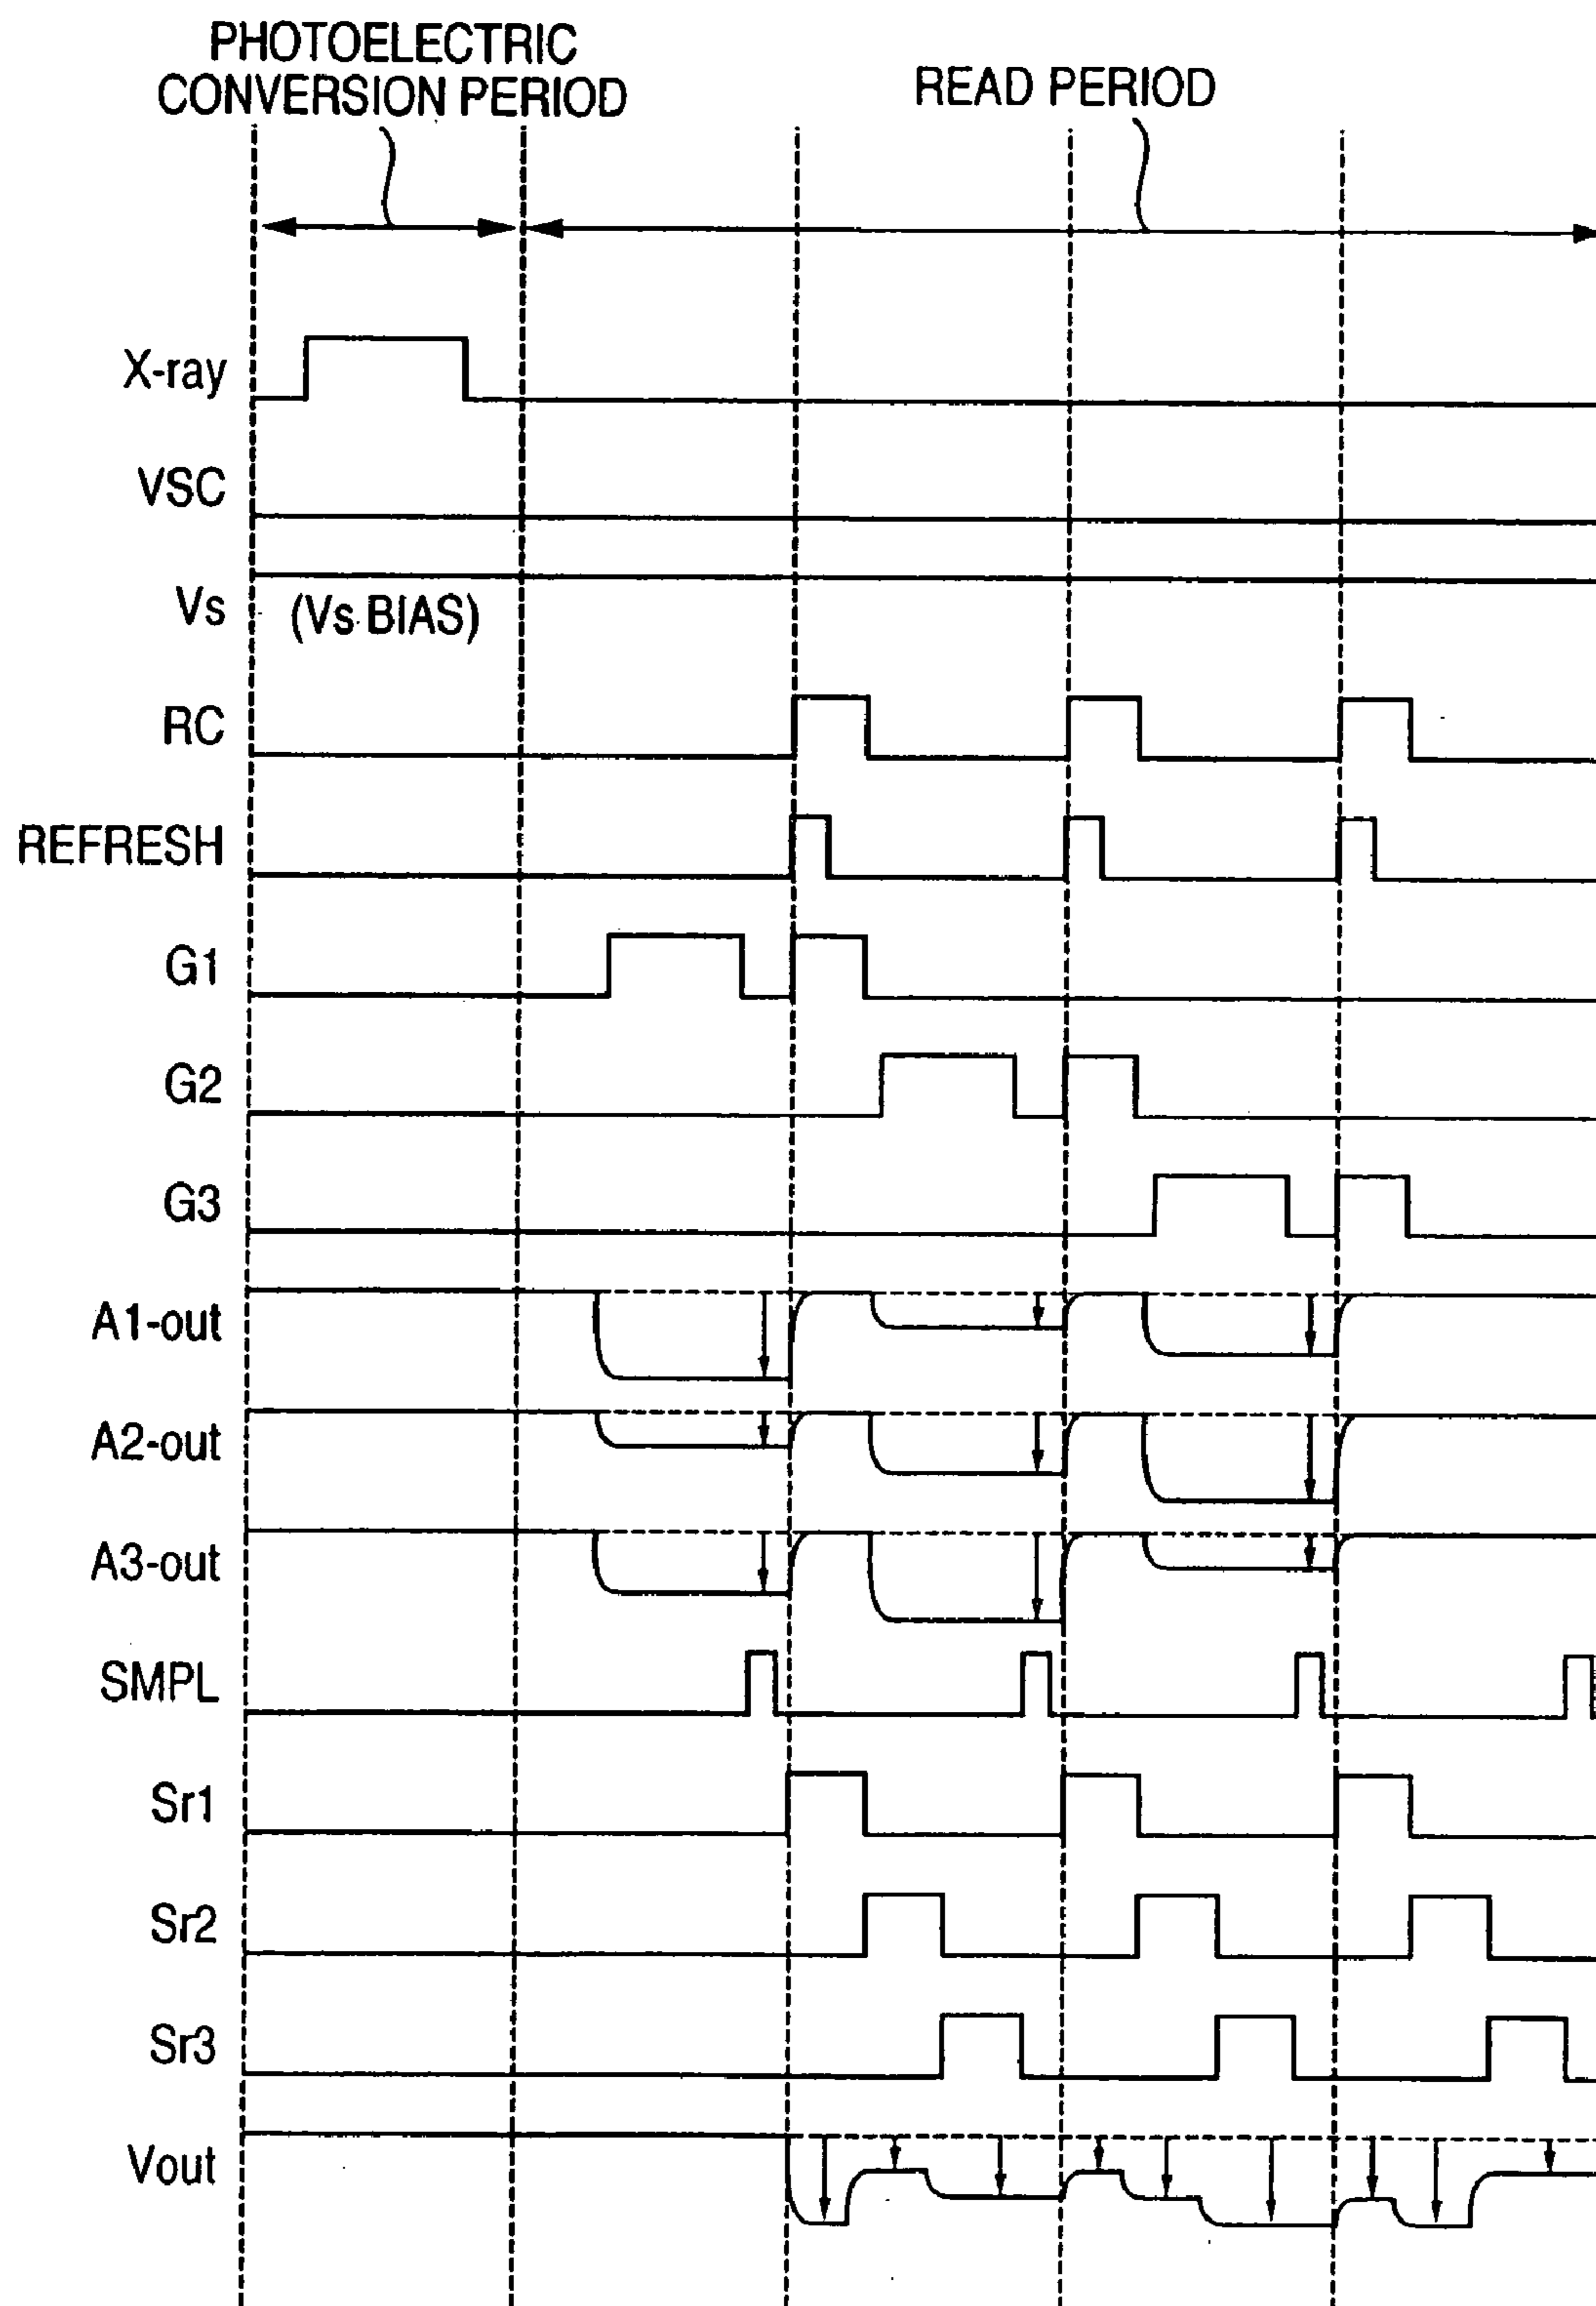 PHOTOELECTRIC
CONVERSION PERIOD
READ PERIOD
X-ray
VSC
Vs
(Vs BIAS)
RC
REFRESH
G1
G2
G3
A1-out
A2-out
A3-out
SMPL
Sr1
Sr2
Sr3
Vout